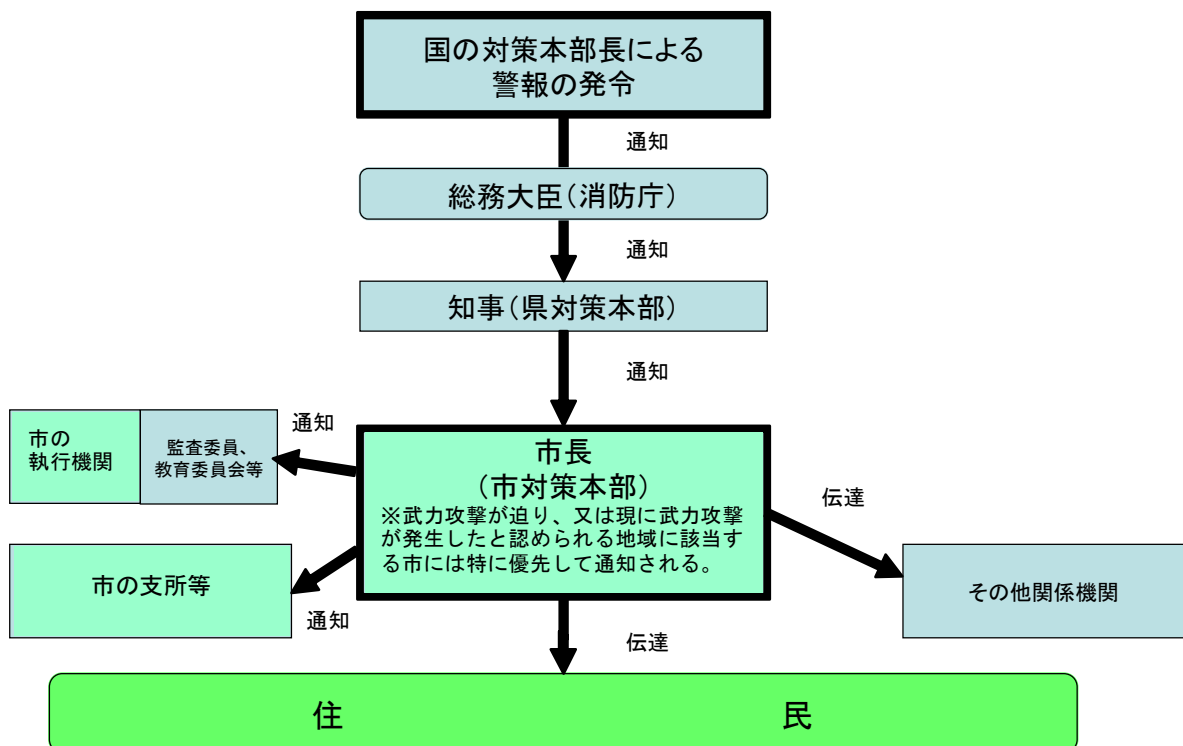 国の対策本部長による
警報の発令
通知
総務大臣（消防庁）
通知
知事（県対策本部）
通知
市の
執行機関
監査委員、
教育委員会等
通知
市長
（市対策本部）
※武力攻撃が迫り、又は現に武力攻撃
が発生したと認められる地域に該当す
る市には特に優先して通知される。
伝達
市の支所等
通知
その他関係機関
伝達
住　民